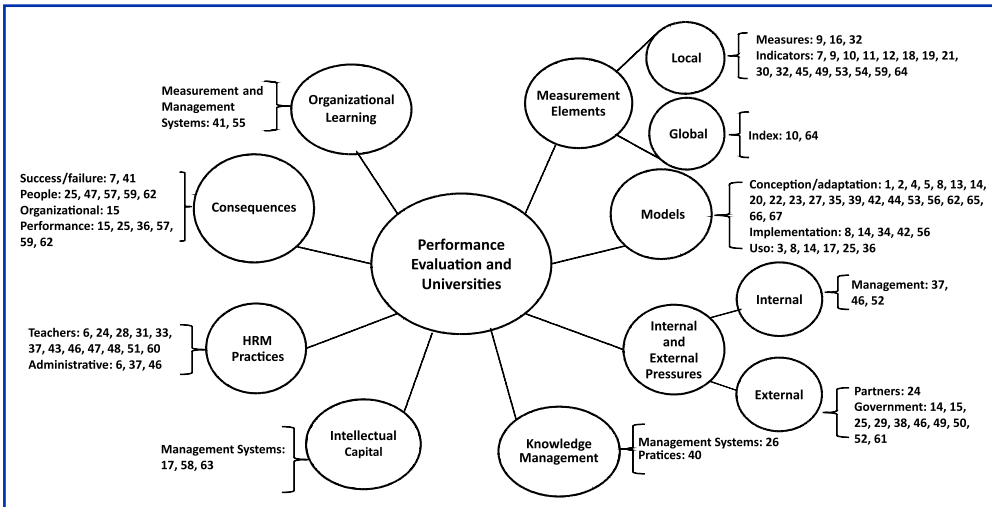 Performance
Evaluation and
Universities
Measurement
Elements
Local
Measures: 9, 16, 32
Indicators: 7, 9, 10, 11, 12, 18, 19, 21,
30, 32, 45, 49, 53, 54, 59, 64
Global
Index: 10, 64
Models
Conception/adaptation: 1, 2, 4, 5, 8, 13, 14,
20, 22, 23, 27, 35, 39, 42, 44, 53, 56, 62, 65,
66, 67
Implementation: 8, 14, 34, 42, 56
Uso: 3, 8, 14, 17, 25, 36
Internal
and
External
Pressures
Internal
Management: 37,
46, 52
External
Partners: 24
Government: 14, 15,
25, 29, 38, 46, 49, 50,
52, 61
Knowledge
Management
Management Systems: 26
Pratices: 40
Intellectual
Capital
Management Systems:
17, 58, 63
HRM
Practices
Teachers: 6, 24, 28, 31, 33,
37, 43, 46, 47, 48, 51, 60
Administrative: 6, 37, 46
Consequences
Success/failure: 7, 41
People: 25, 47, 57, 59, 62
Organizational: 15
Performance: 15, 25, 36, 57,
59, 62
Organizational
Learning
Measurement and
Management
Systems: 41, 55